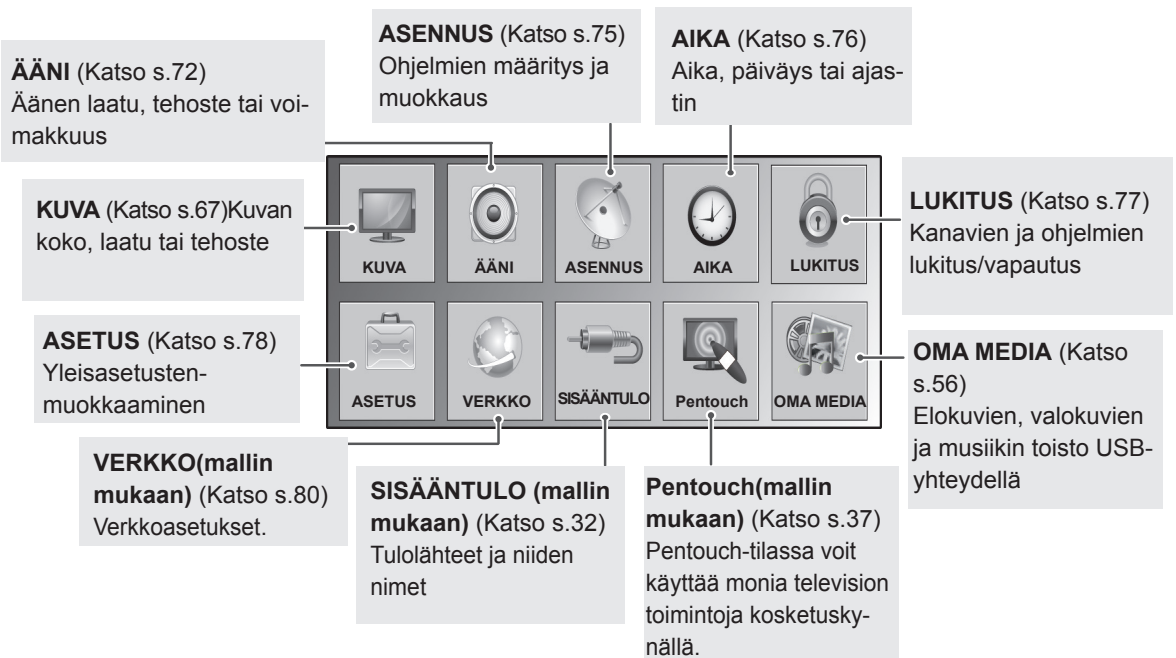 ÄÄNI (Katso s.72)
Äänen laatu, tehoste tai voi-
makkuus
ASENNUS (Katso s.75)
Ohjelmien määritys ja
muokkaus
AIKA (Katso s.76)
Aika, päiväys tai ajas-
tin
KUVA (Katso s.67)Kuvan
koko, laatu tai tehoste
LUKITUS (Katso s.77)
Kanavien ja ohjelmien
lukitus/vapautus
KUVA
ÄÄNI
ASENNUS
AIKA
LUKITUS
ASETUS (Katso s.78)
Yleisasetusten-
muokkaaminen
ASETUS
VERKKO
SISÄÄNTULO
Pentouch
OMA MEDIA
OMA MEDIA (Katso
s.56)
Elokuvien, valokuvien
ja musiikin toisto USB-
yhteydellä
VERKKO(mallin
mukaan) (Katso s.80)
Verkkoasetukset.
SISÄÄNTULO (mallin
mukaan) (Katso s.32)
Tulolähteet ja niiden
nimet
Pentouch(mallin
mukaan) (Katso s.37)
Pentouch-tilassa voit
käyttää monia television
toimintoja kosketusky-
nällä.